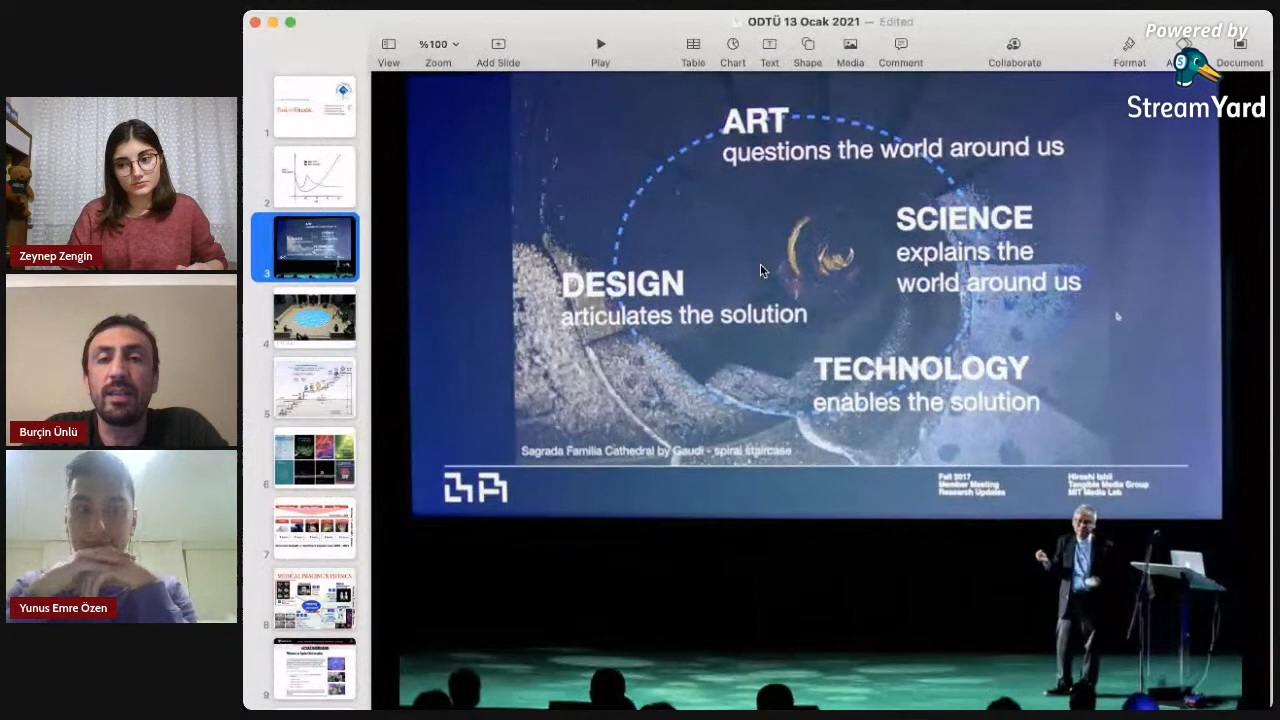 ODTÜ 13 Ocak 2021 — Edited
Powered by
StreamYard
%100
View
Zoom
Add Slide
Play
Table
Chart
Text
Shape
Media
Comment
Collaborate
Format
Document
1
2
3
4
5
6
7
8
9
MEDICAL IMAGING PHYSICS
ART
questions the world around us
SCIENCE
explains the
world around us
DESIGN
articulates the solution
TECHNOLOGY
enables the solution
Sagrada Familia Cathedral by Gaudi - spiral staircase
Fall 2017
Member Meeting
Research Updates
Hiroshi Ishii
Tangible Media Group
MIT Media Lab
Zeynep Zengin
Burçin Ünlü
Yunus Emre Özen